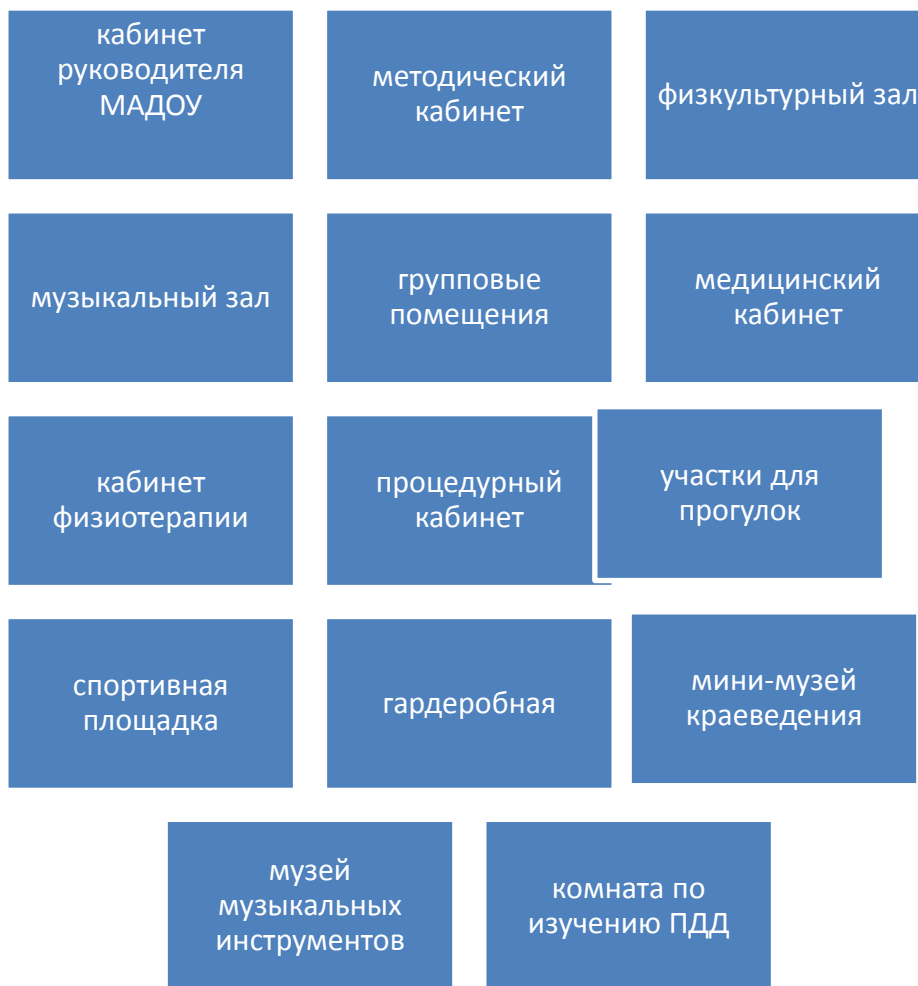 кабинет
руководителя
МАДОУ
методический
кабинет
физкультурный зал
музыкальный зал
групповые
помещения
медицинский
кабинет
кабинет
физиотерапии
процедурный
кабинет
участки для
прогулок
спортивная
площадка
гардеробная
мини-музей
краеведения
музей
музыкальных
инструментов
комната по
изучению ПДД